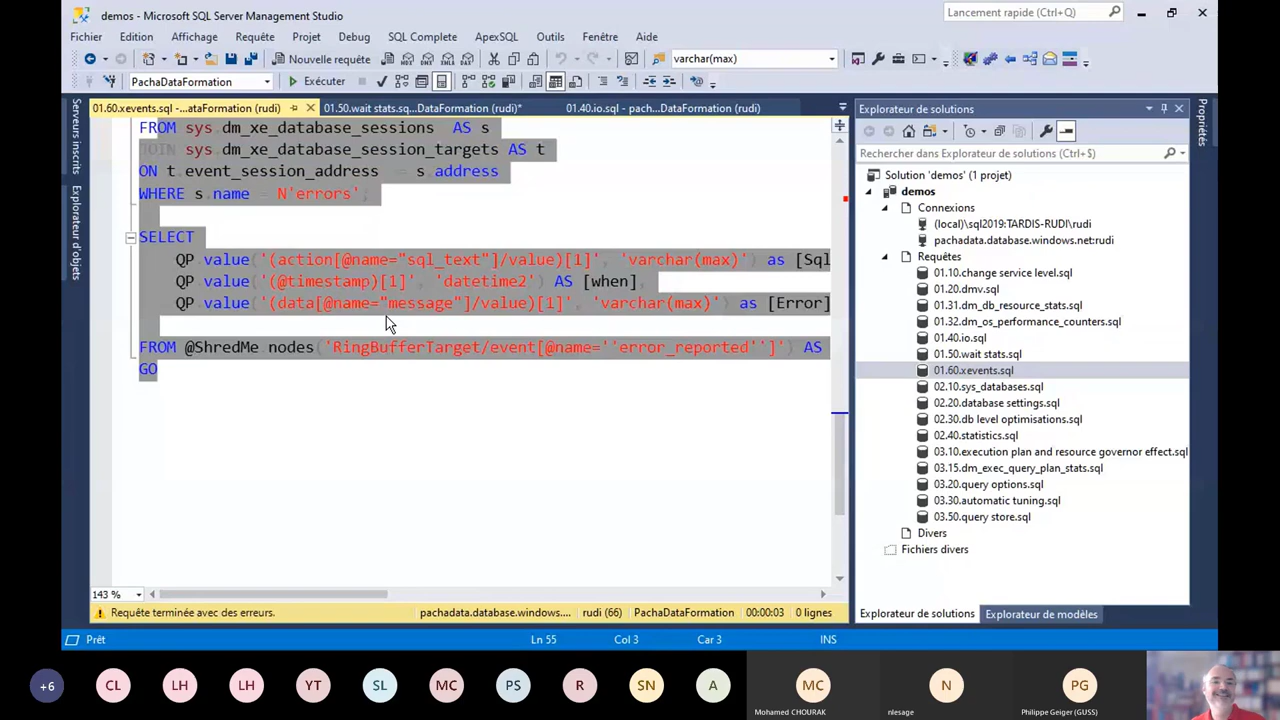 demos - Microsoft SQL Server Management Studio
Lancement rapide (Ctrl+Q)
Fichier Edition Affichage Requête Projet Debug SQL Complete ApexSQL Outils Fenêtre Aide
Nouvelle requête varchar(max)
PachaDataFormation Exécuter
01.60.xevents.sql -...ataFormation (rudi) 01.50.wait stats.sq...DataFormation (rudi)* 01.40.io.sql - pach...DataFormation (rudi)
Serveurs inscrits
Explorateur d'objets
FROM sys.dm_xe_database_sessions AS s
JOIN sys.dm_xe_database_session_targets AS t
ON t.event_session_address = s.address
WHERE s.name = N'errors';
SELECT
QP.value('(action[@name="sql_text"]/value)[1]', 'varchar(max)') as [Sql
QP.value('(@timestamp)[1]', 'datetime2') AS [when],
QP.value('(data[@name="message"]/value)[1]', 'varchar(max)') as [Error]
FROM @ShredMe.nodes('RingBufferTarget/event[@name=''error_reported'']') AS
GO
143 %
Requête terminée avec des erreurs. pachadata.database.windows.... rudi (66) PachaDataFormation 00:00:03 0 lignes
Explorateur de solutions
Rechercher dans Explorateur de solutions (Ctrl+$)
Solution 'demos' (1 projet)
demos
Connexions
(local)\sql2019:TARDIS-RUDI\rudi
pachadata.database.windows.net:rudi
Requêtes
01.10.change service level.sql
01.20.dmv.sql
01.31.dm_db_resource_stats.sql
01.32.dm_os_performance_counters.sql
01.40.io.sql
01.50.wait stats.sql
01.60.xevents.sql
02.10.sys_databases.sql
02.20.database settings.sql
02.30.db level optimisations.sql
02.40.statistics.sql
03.10.execution plan and resource governor effect.sql
03.15.dm_exec_query_plan_stats.sql
03.20.query options.sql
03.30.automatic tuning.sql
03.50.query store.sql
Divers
Fichiers divers
Explorateur de solutions Explorateur de modèles
Propriétés
Prêt Ln 55 Col 3 Car 3 INS
+6 CL LH LH YT SL MC PS R SN A MC N PG
Mohamed CHOURAK nlesage Philippe Geiger (GUSS)